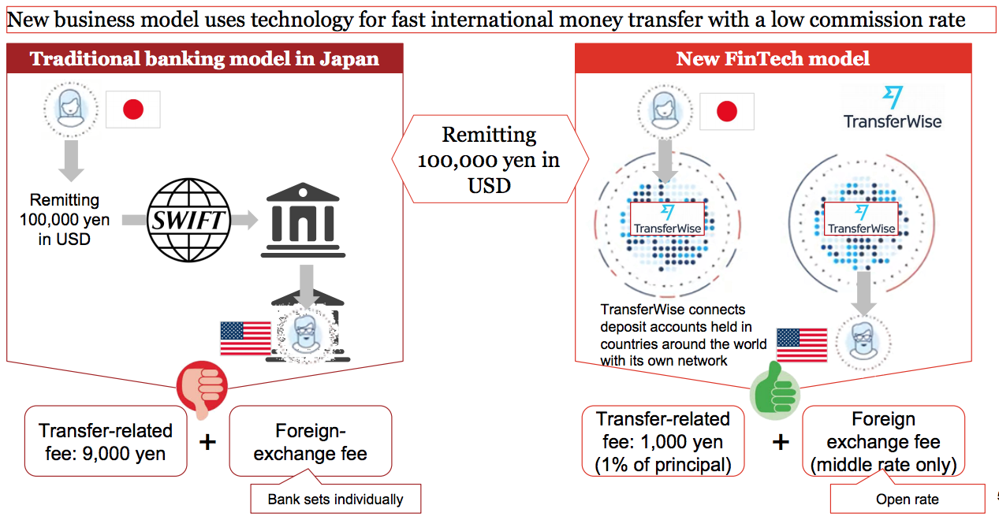 New business model uses technology for fast international money transfer with a low commission rate
Traditional banking model in Japan
Remitting
100,000 yen
in USD
SWIFT
Transfer-related
fee: 9,000 yen
+
Foreign-
exchange fee
Bank sets individually
Remitting
100,000 yen in
USD
New FinTech model
TransferWise
TransferWise
TransferWise
TransferWise connects
deposit accounts held in
countries around the world
with its own network
Transfer-related
fee: 1,000 yen
(1% of principal)
+
Foreign
exchange fee
(middle rate only)
Open rate